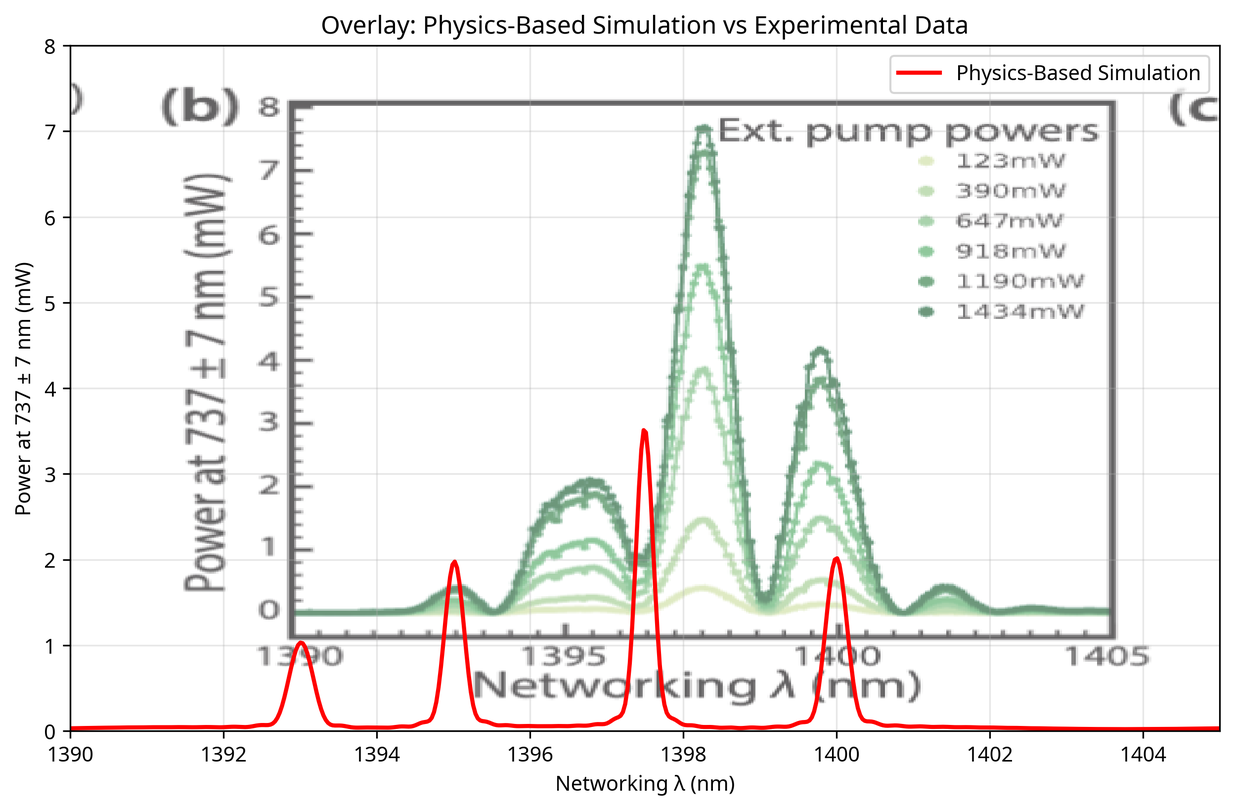 Overlay: Physics-Based Simulation vs Experimental Data
Physics-Based Simulation
)
(b)
(c
Ext. pump powers
123mW
390mW
647mW
918mW
1190mW
1434mW
Power at 737 ± 7 nm (mW)
8
7
6
5
4
3
2
1
0
1390 1395 1400 1405
Networking λ (nm)
Power at 737 ± 7 nm (mW)
8
7
6
5
4
3
2
1
0
1390 1392 1394 1396 1398 1400 1402 1404
Networking λ (nm)